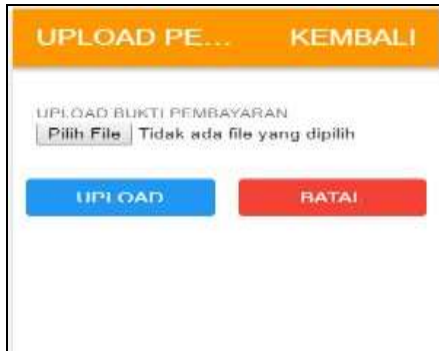 UPLOAD PE... KEMBALI
UPLOAD BUKTI PEMBAYARAN
Pilih File Tidak ada file yang dipilih
UPLOAD BATAL